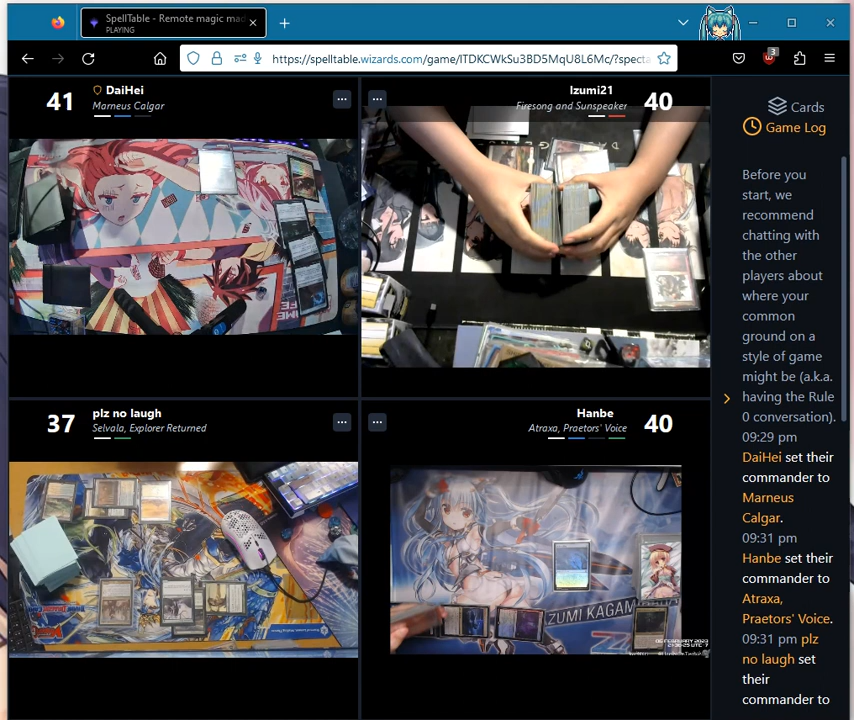 SpellTable - Remote magic mad
PLAYING
https://spelltable.wizards.com/game/ITDKCWkSu3BD5MqU8L6Mc/?specta
3
41
DaiHei
Marneus Calgar
Izumi21
Firesong and Sunspeaker
40
37
plz no laugh
Selvala, Explorer Returned
Hanbe
Atraxa, Praetors' Voice
40
IZUMI KAGAM
Cards
Game Log
Before you
start, we
recommend
chatting with
the other
players about
where your
common
ground on a
style of game
might be (a.k.a.
having the Rule
0 conversation).
09:29 pm
DaiHei set their
commander to
Marneus
Calgar.
09:31 pm
Hanbe set their
commander to
Atraxa,
Praetors' Voice.
09:31 pm plz
no laugh set
their
commander to